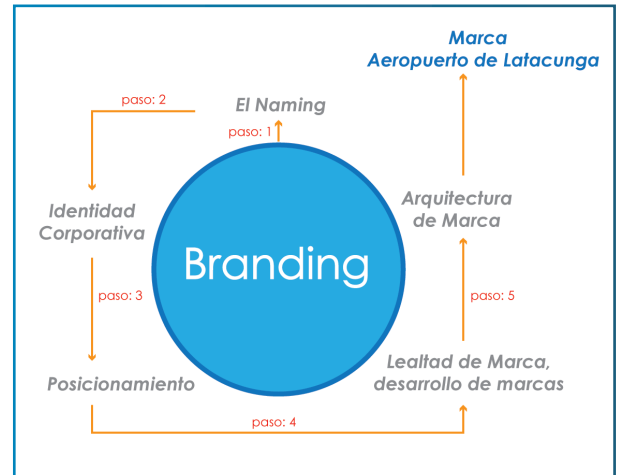 Marca
Aeropuerto de Latacunga
paso: 2
El Naming
paso: 1
Identidad
Corporativa
Arquitectura
de Marca
Branding
paso: 3
paso: 5
Posicionamiento
Lealtad de Marca,
desarrollo de marcas
paso: 4